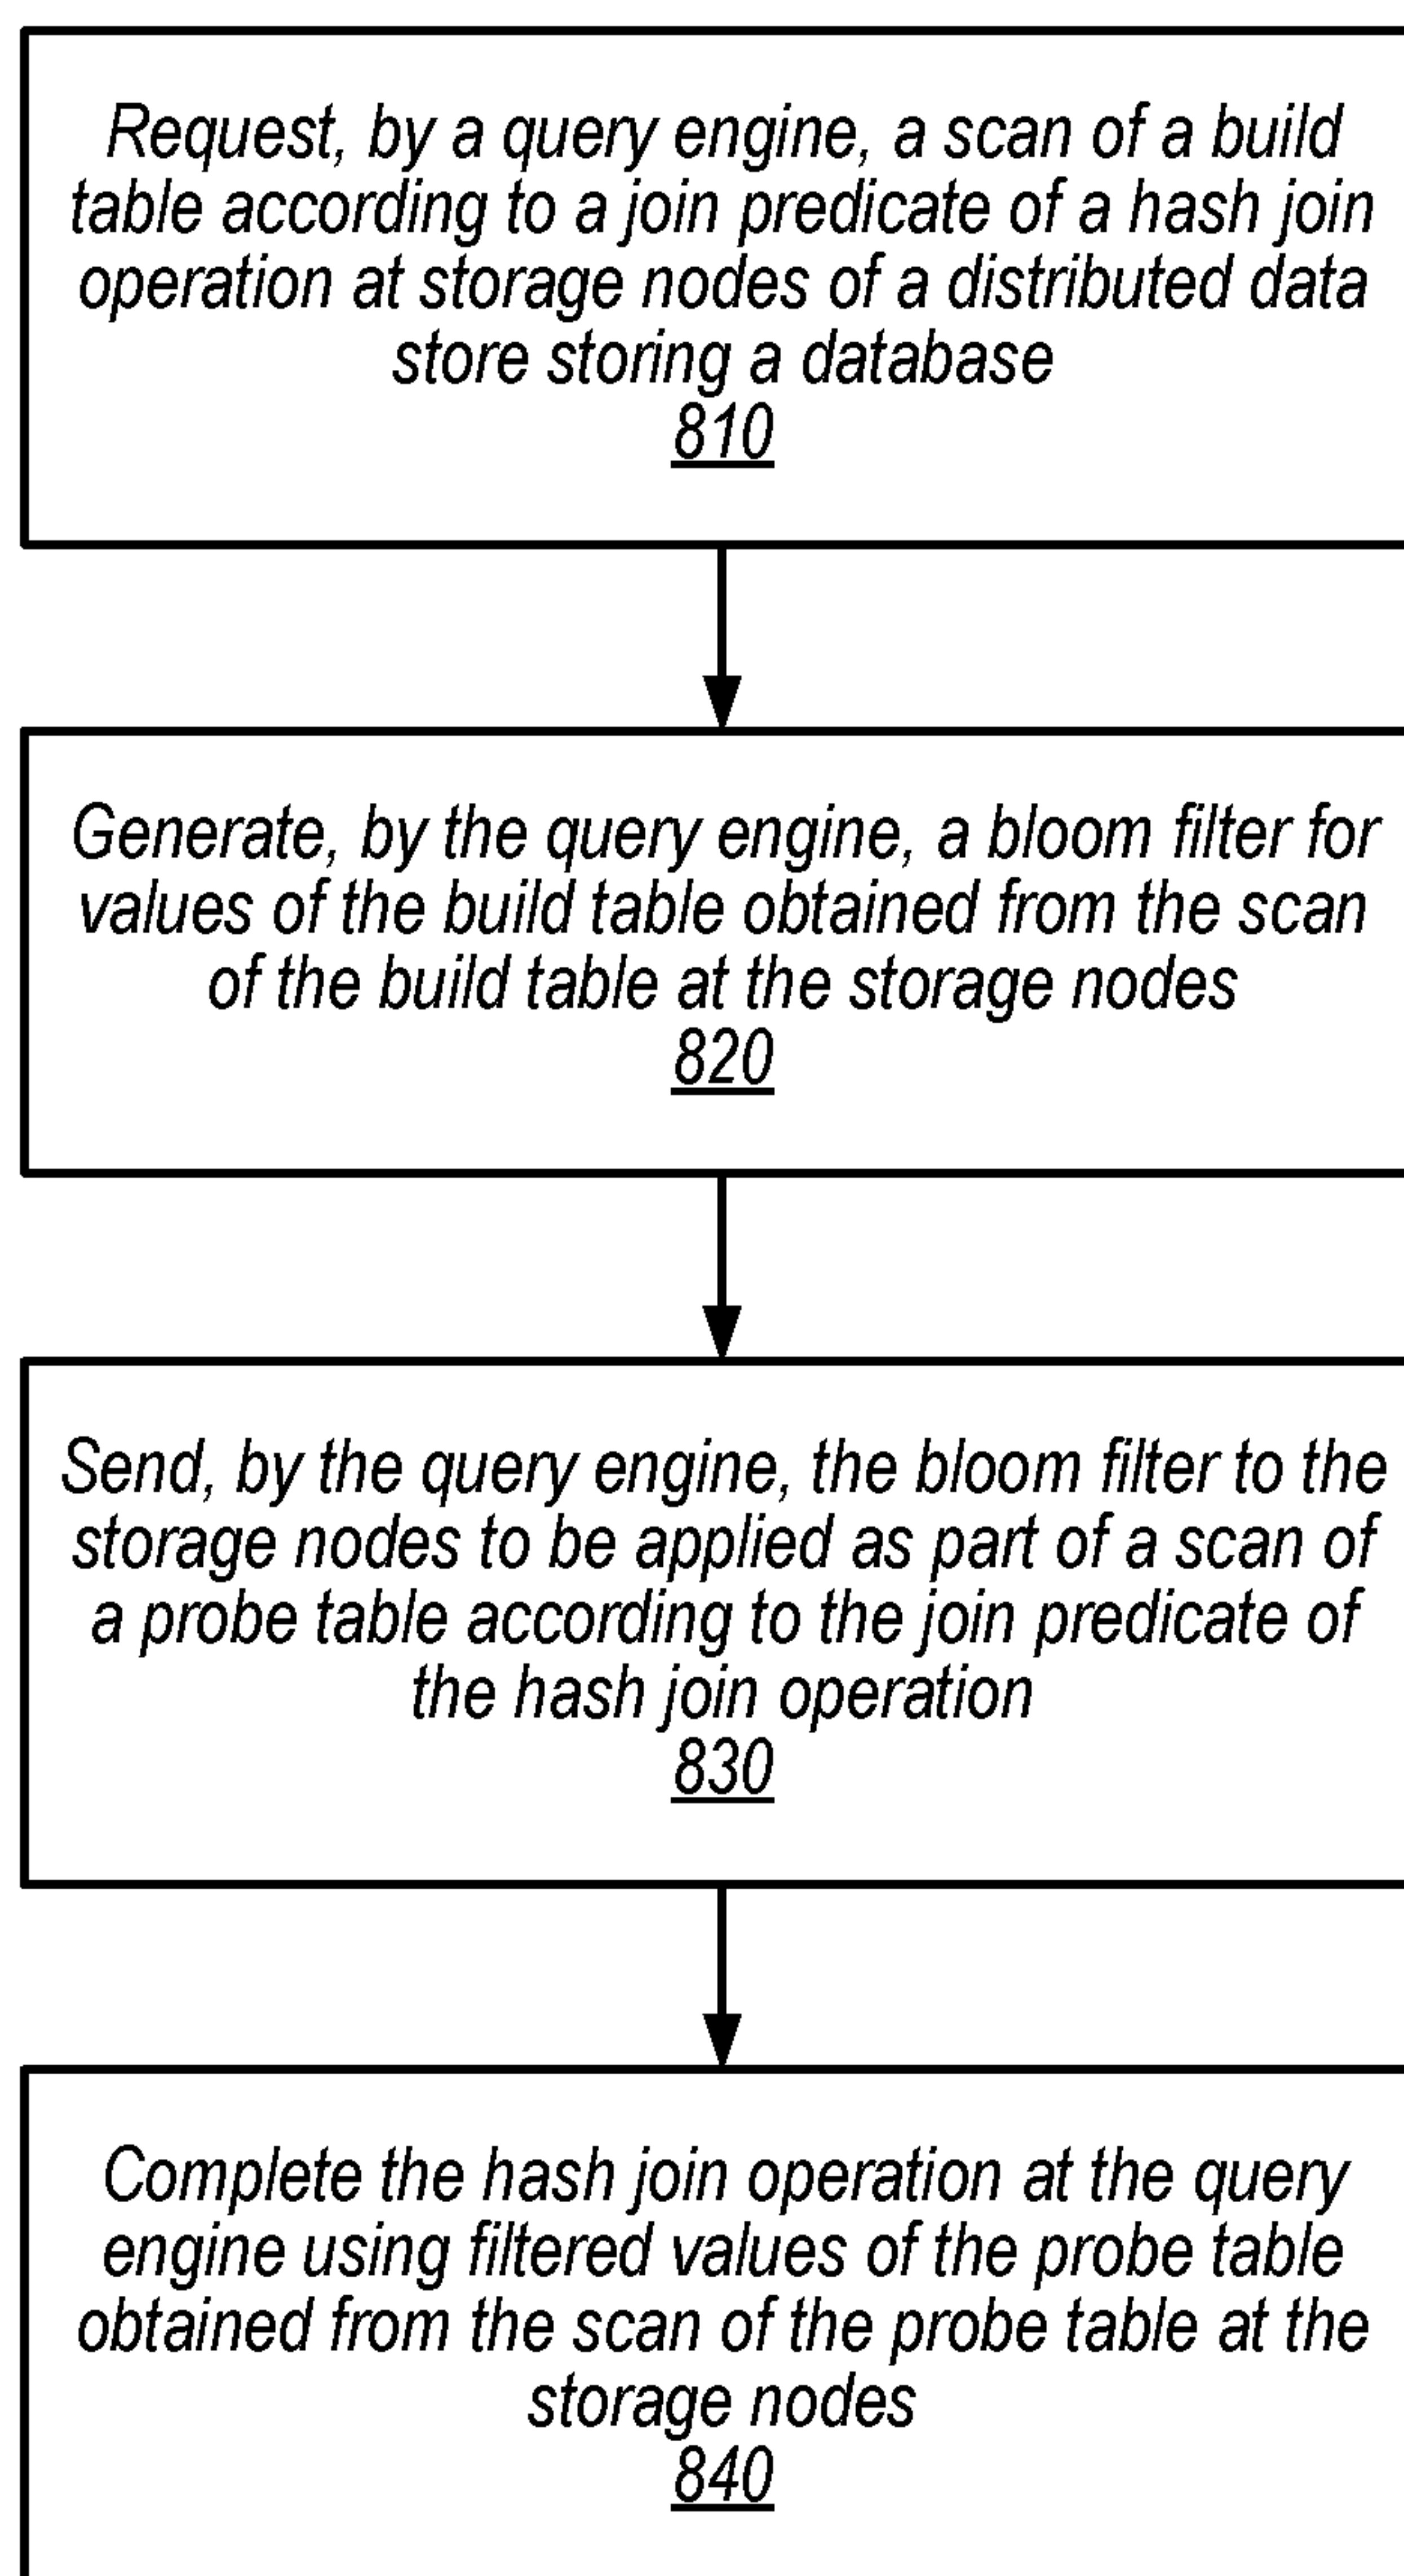 Request, by a query engine, a scan of a build
table according to a join predicate of a hash join
operation at storage nodes of a distributed data
store storing a database
810
Generate, by the query engine, a bloom filter for
values of the build table obtained from the scan
of the build table at the storage nodes
820
Send, by the query engine, the bloom filter to the
storage nodes to be applied as part of a scan of
a probe table according to the join predicate of
the hash join operation
830
Complete the hash join operation at the query
engine using filtered values of the probe table
obtained from the scan of the probe table at the
storage nodes
840